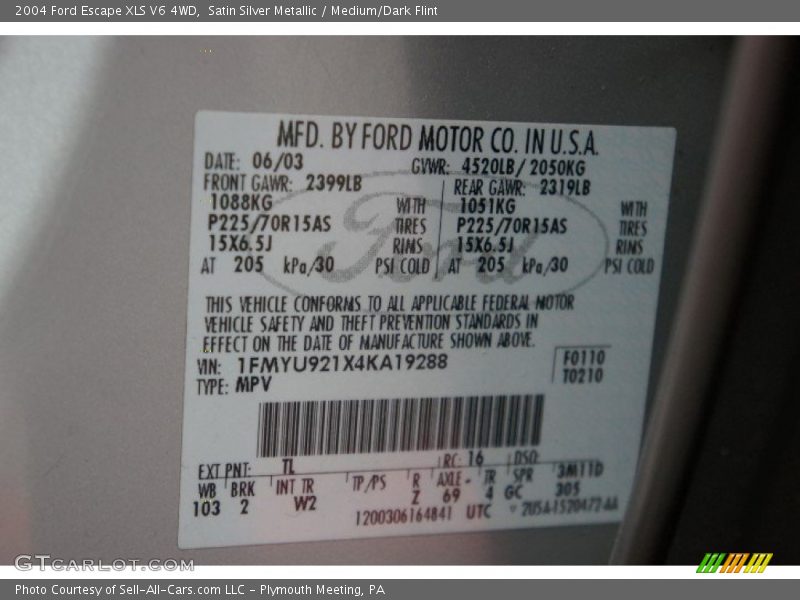 2004 Ford Escape XLS V6 4WD, Satin Silver Metallic / Medium/Dark Flint
MFD. BY FORD MOTOR CO. IN U.S.A.
DATE: 06/03 GVWR: 4520LB/ 2050KG
FRONT GAWR: 2399LB REAR GAWR: 2319LB
1088KG WITH 1051KG WITH
P225/70R15AS TIRES P225/70R15AS TIRES
15X6.5J RIMS 15X6.5J RIMS
AT 205 kPa/30 PSI COLD AT 205 kPa/30 PSI COLD
Ford
THIS VEHICLE CONFORMS TO ALL APPLICABLE FEDERAL MOTOR
VEHICLE SAFETY AND THEFT PREVENTION STANDARDS IN
EFFECT ON THE DATE OF MANUFACTURE SHOWN ABOVE.
VIN: 1FMYU921X4KA19288 F0110
TYPE: MPV T0210
EXT PNT: TL RC: 16 DSO:
WB BRK INT TR TP/PS R AXLE TR SPR 3M11D
103 2 W2 Z 69 4 GC 305
1200306164841 UTC 2U5A-1520472-AA
GTCARLOT.COM
Photo Courtesy of Sell-All-Cars.com LLC - Plymouth Meeting, PA